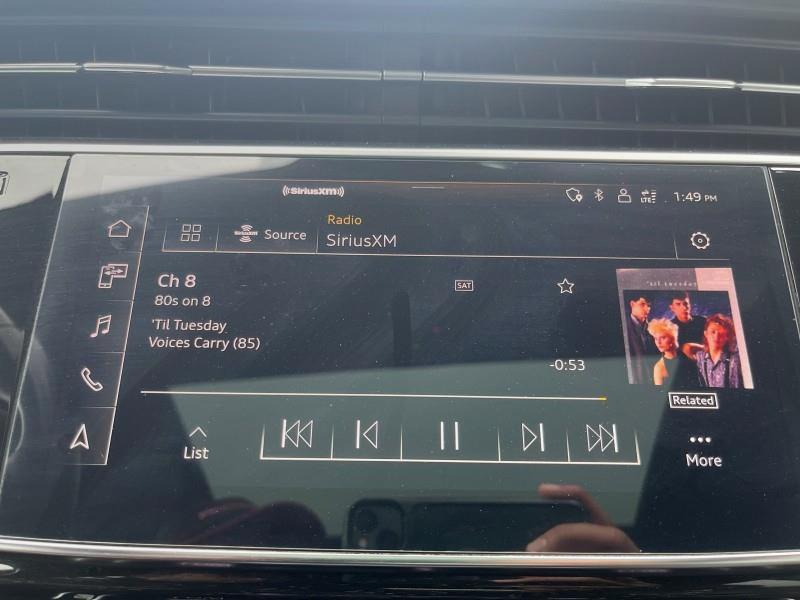 SiriusXM
LTE
1:49 PM
Source
Radio
SiriusXM
Ch 8
80s on 8
SAT
'Til Tuesday
Voices Carry (85)
'til tuesday
-0:53
Related
List
More